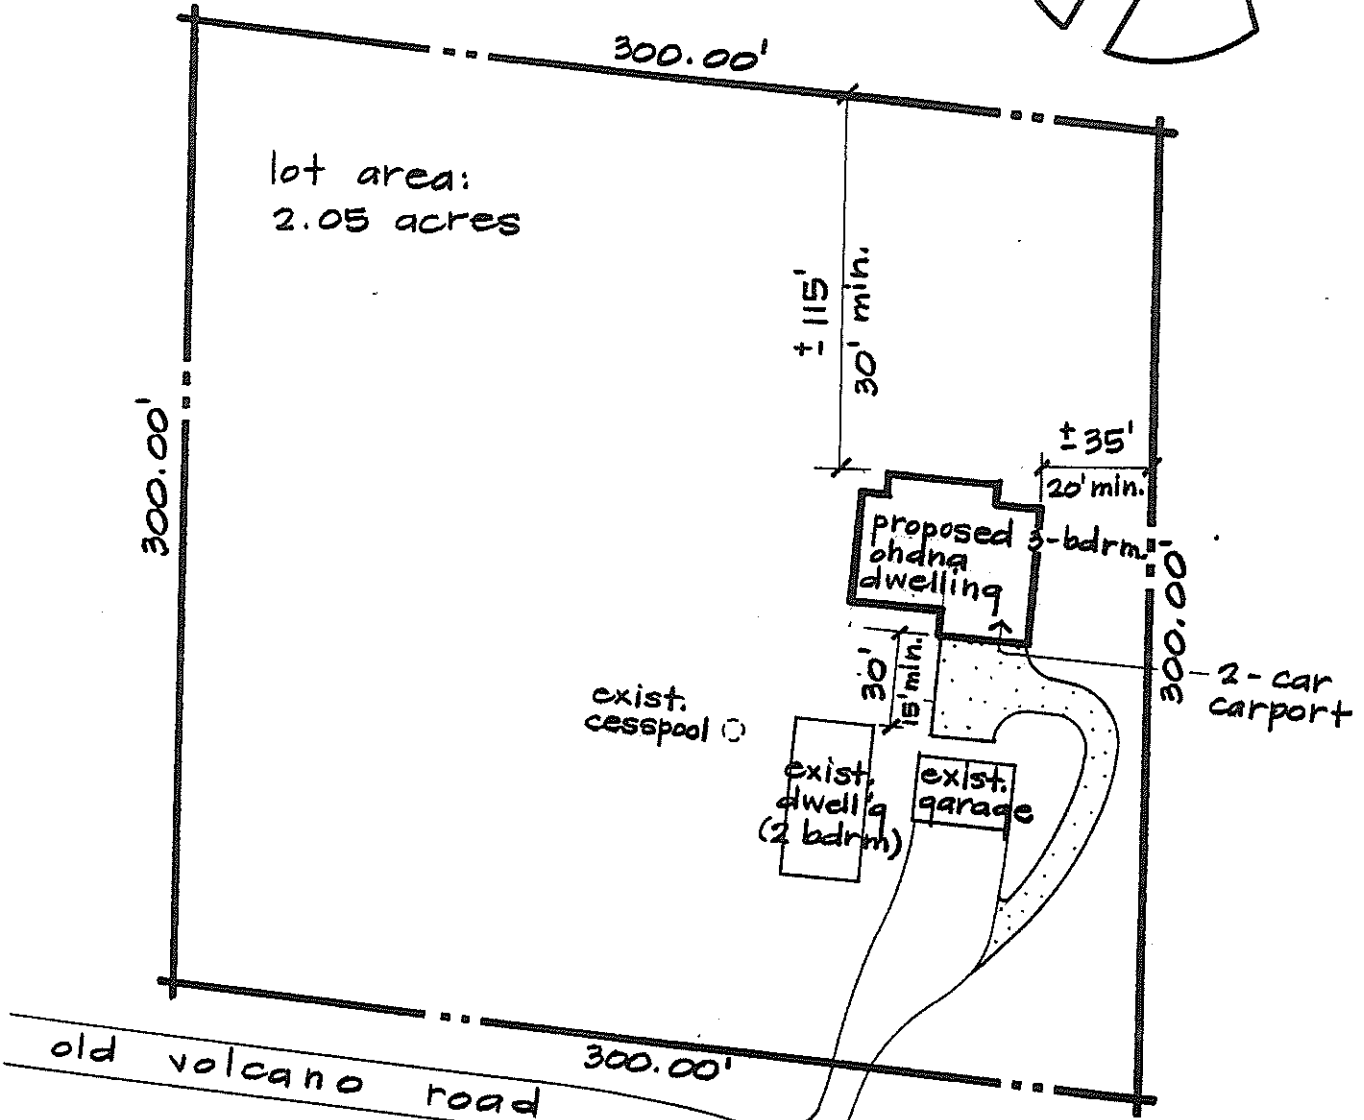 300.00'
lot area:
2.05 acres
± 115'
30' min.
300.00'
± 35'
20' min.
proposed 3-bdrm.
ohana
dwelling
300.00'
30'
15' min.
2-car
carport
exist.
cesspool
exist.
dwell'g
(2 bdrm)
exist.
garage
300.00'
old volcano road